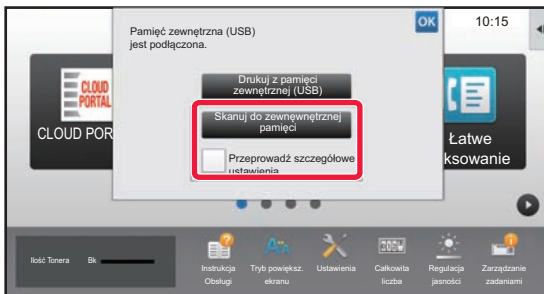 Pamięć zewnętrzna (USB)
jest podłączona.
OK
10:15
Drukuj z pamięci
zewnętrznej (USB)
Skanuj do zewnęwnętrznej
pamięci
Przeprowadź szczegółowe
ustawienia
CLOUD
PORTAL
CLOUD POR
Łatwe
ksowanie
Ilość Tonera Bk
Instrukcja
Obsługi
Tryb powiększ.
ekranu
Ustawienia
Całkowita
liczba
Regulacja
jasności
Zarządzanie
zadaniami